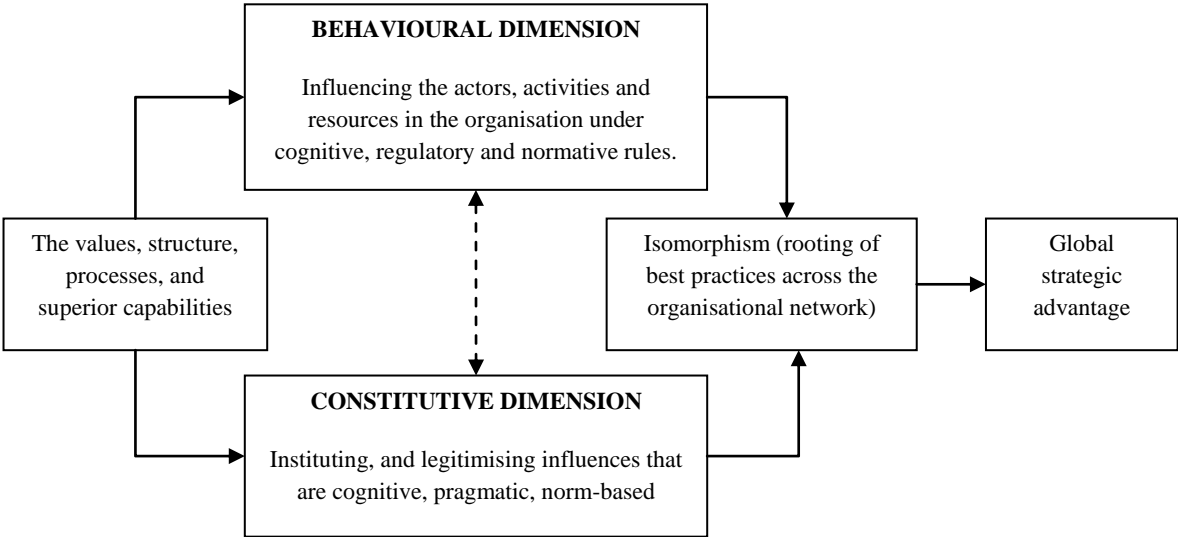 BEHAVIOURAL DIMENSION
Influencing the actors, activities and
resources in the organisation under
cognitive, regulatory and normative rules.
The values, structure,
processes, and
superior capabilities
Isomorphism (rooting of
best practices across the
organisational network)
Global
strategic
advantage
CONSTITUTIVE DIMENSION
Instituting, and legitimising influences that
are cognitive, pragmatic, norm-based